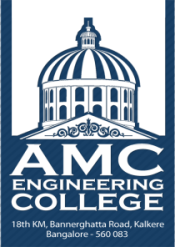 AMC
ENGINEERING
COLLEGE
18th KM, Bannerghatta Road, Kalkere
Bangalore - 560 083